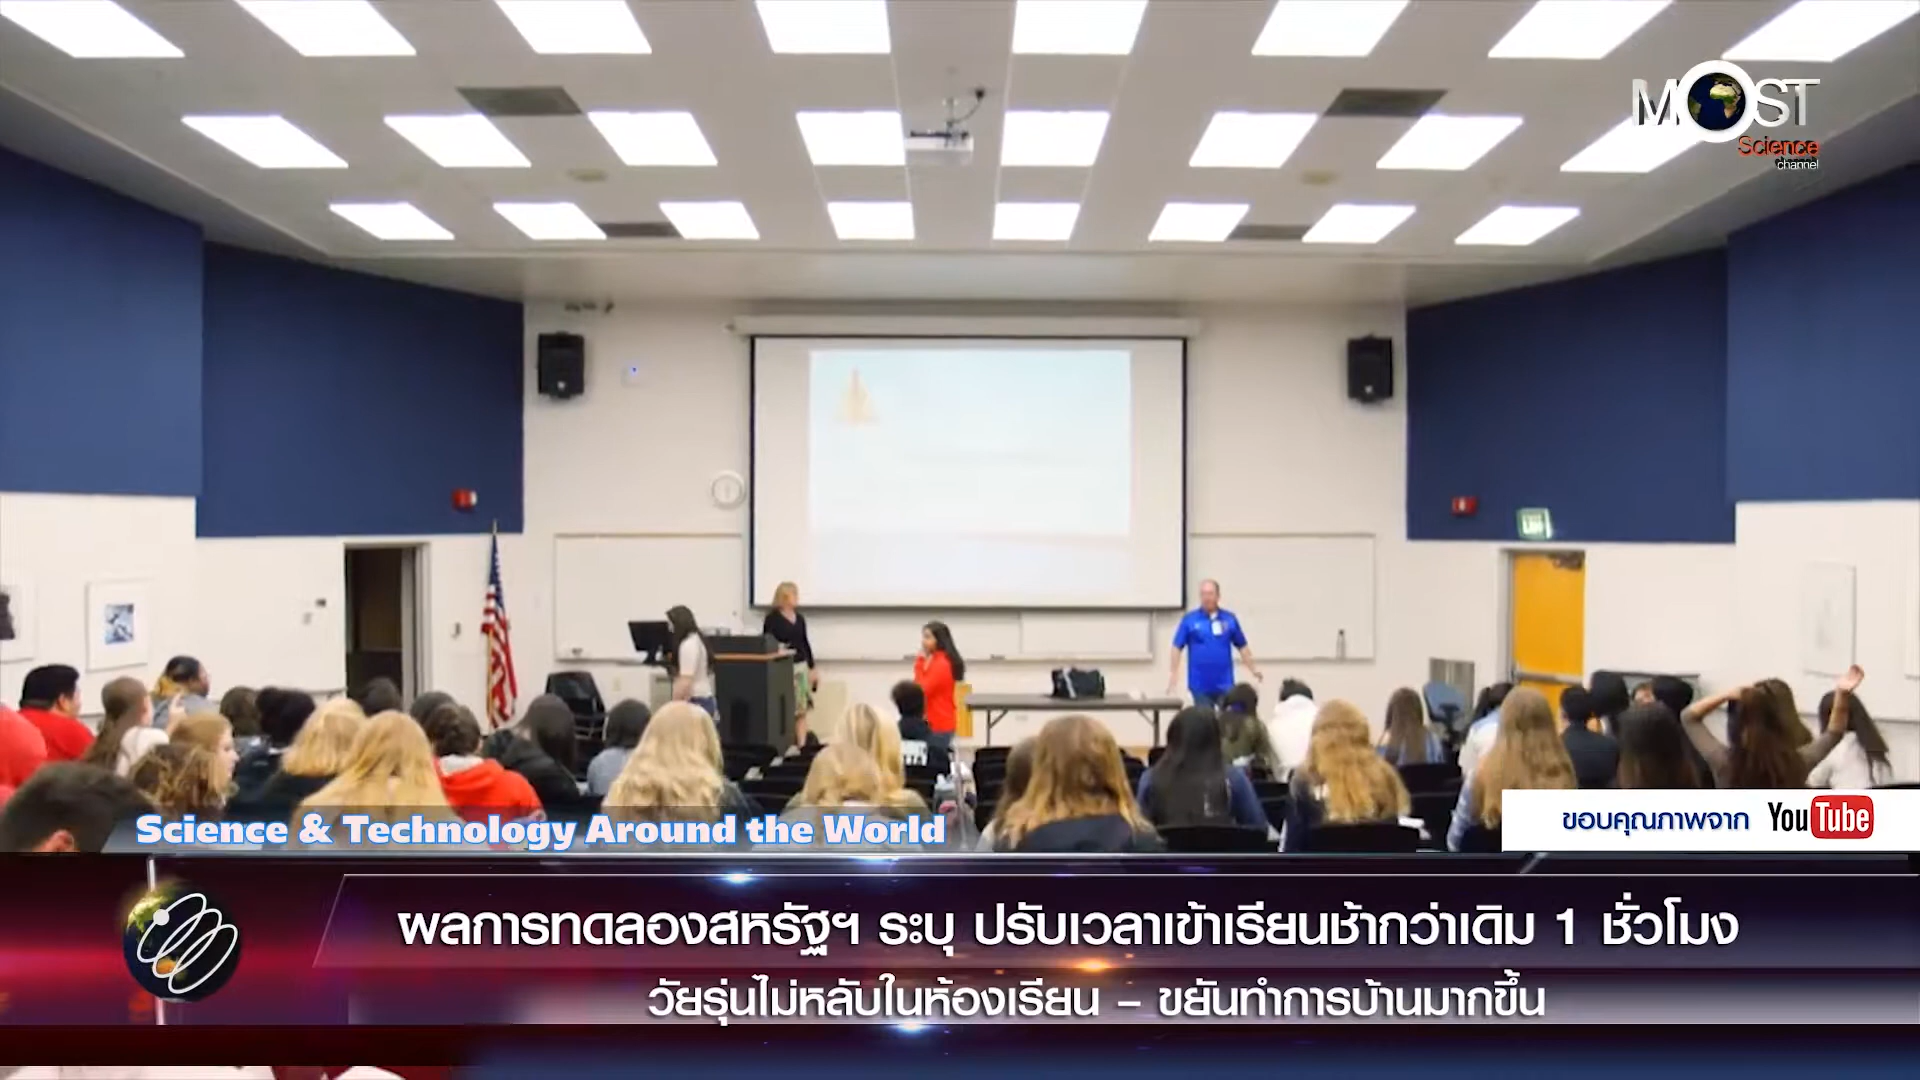 MOST
Science
channel
Science & Technology Around the World
ขอบคุณภาพจาก YouTube
ผลการทดลองสหรัฐฯ ระบุ ปรับเวลาเข้าเรียนช้ากว่าเดิม 1 ชั่วโมง
วัยรุ่นไม่หลับในห้องเรียน – ขยันทำการบ้านมากขึ้น